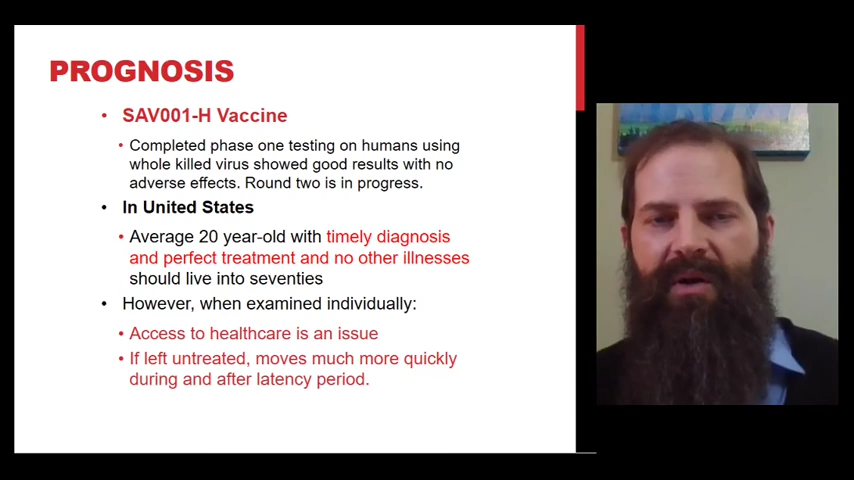 PROGNOSIS
• SAV001-H Vaccine
• Completed phase one testing on humans using
whole killed virus showed good results with no
adverse effects. Round two is in progress.
• In United States
• Average 20 year-old with timely diagnosis
and perfect treatment and no other illnesses
should live into seventies
• However, when examined individually:
• Access to healthcare is an issue
• If left untreated, moves much more quickly
during and after latency period.